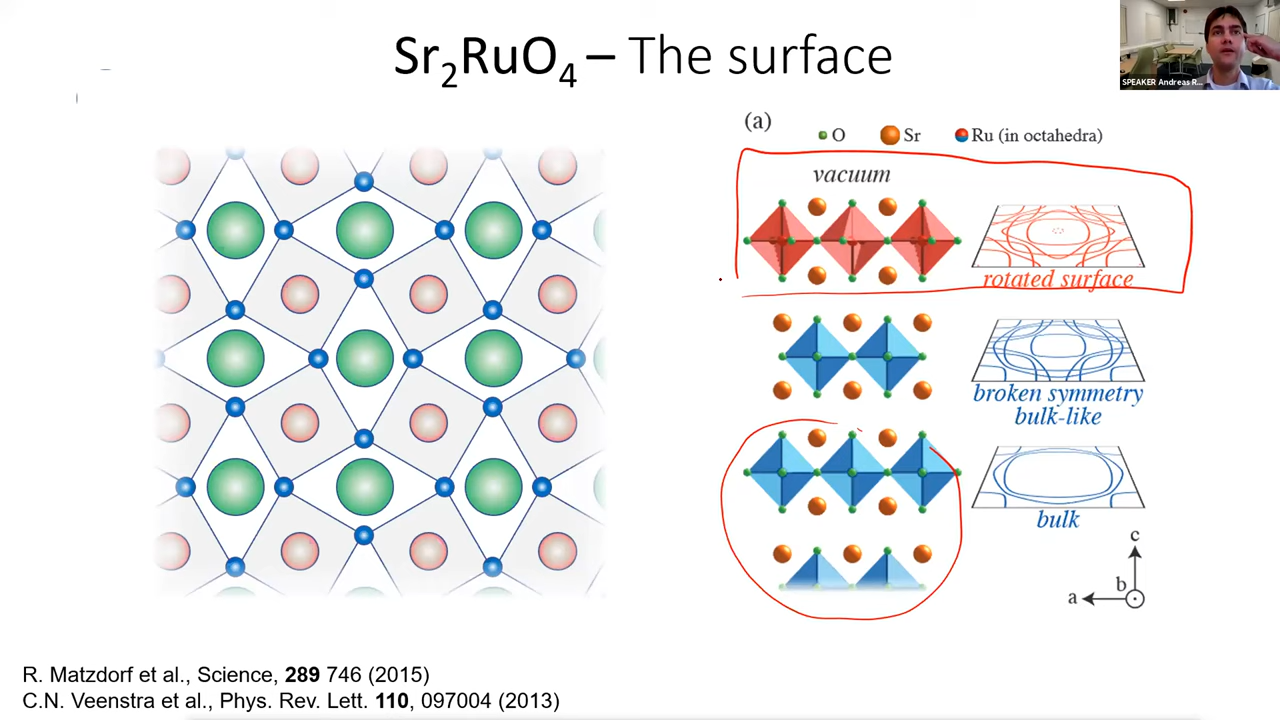 Sr₂RuO₄ – The surface
SPEAKER Andreas R...
(a)
O Sr Ru (in octahedra)
vacuum
rotated surface
broken symmetry
bulk-like
bulk
c
b
a
R. Matzdorf et al., Science, 289 746 (2015)
C.N. Veenstra et al., Phys. Rev. Lett. 110, 097004 (2013)